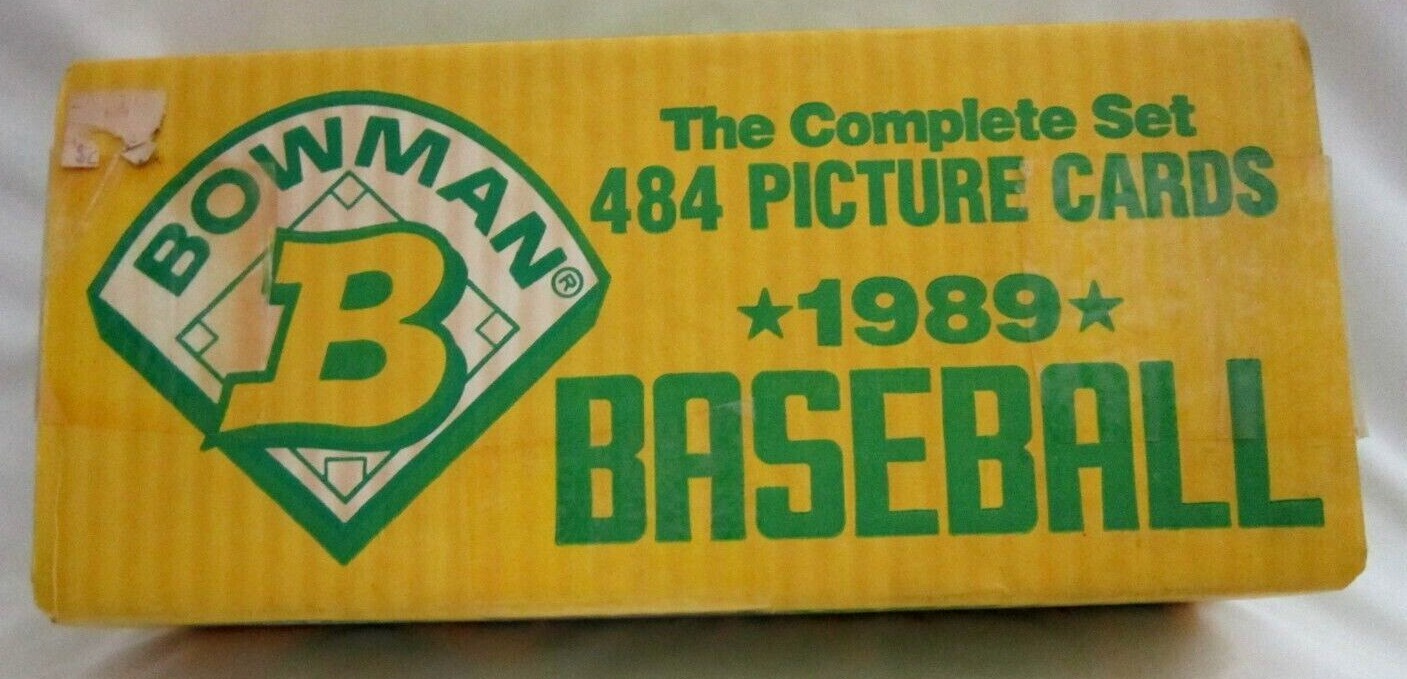 BOWMAN®
B
The Complete Set
484 PICTURE CARDS
★1989★
BASEBALL